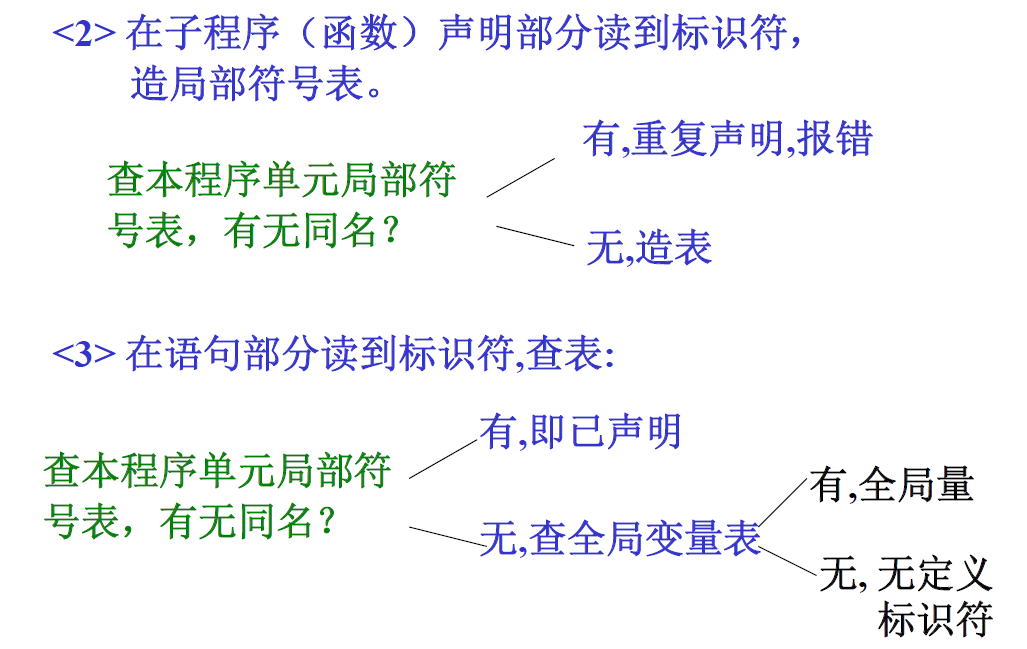 <2> 在子程序（函数）声明部分读到标识符，
造局部符号表。
有,重复声明,报错
查本程序单元局部符
号表，有无同名？
无,造表
<3> 在语句部分读到标识符,查表:
有,即已声明
查本程序单元局部符
号表，有无同名？
有,全局量
无,查全局变量表
无, 无定义
标识符